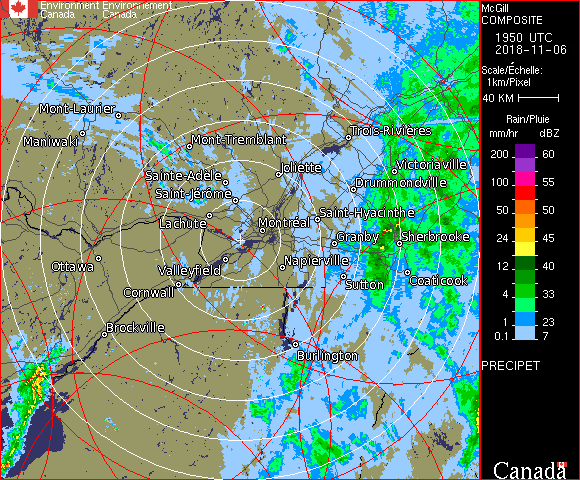 Environment Environnement
Canada Canada
McGill
COMPOSITE
1950 UTC
2018-11-06
Scale/Échelle:
1km/Pixel
40 KM
Rain/Pluie
mm/hr dBZ
200 60
150 60
100 55
50 50
24 45
12 40
4 33
1 23
0.1 7
PRECIPET
Canada
Mont-Laurier
Maniwaki
Mont-Tremblant
Trois-Rivières
Joliette
Victoriaville
Sainte-Adèle
Drummondville
Saint-Jérôme
Lachute
Saint-Hyacinthe
Montréal
Granby
Sherbrooke
Ottawa
Valleyfield
Napierville
Sutton
Coaticook
Cornwall
Brockville
Burlington